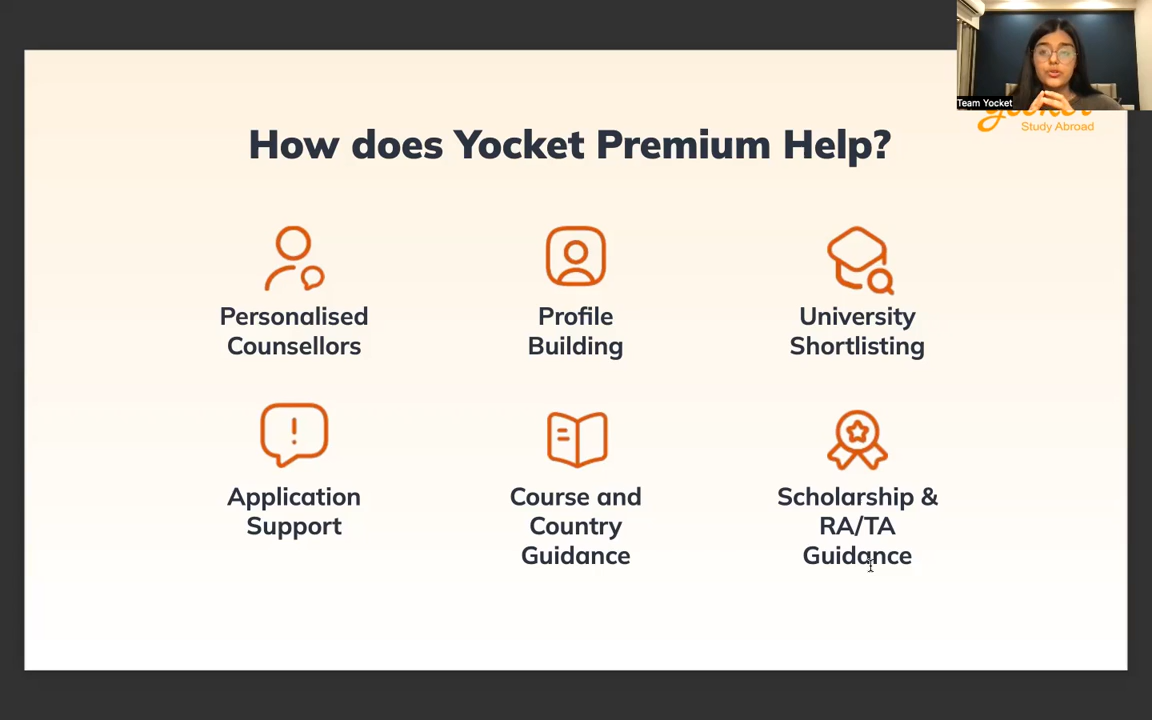 Team Yocket
Study Abroad
How does Yocket Premium Help?
Personalised
Counsellors
Profile
Building
University
Shortlisting
Application
Support
Course and
Country
Guidance
Scholarship &
RA/TA
Guidance